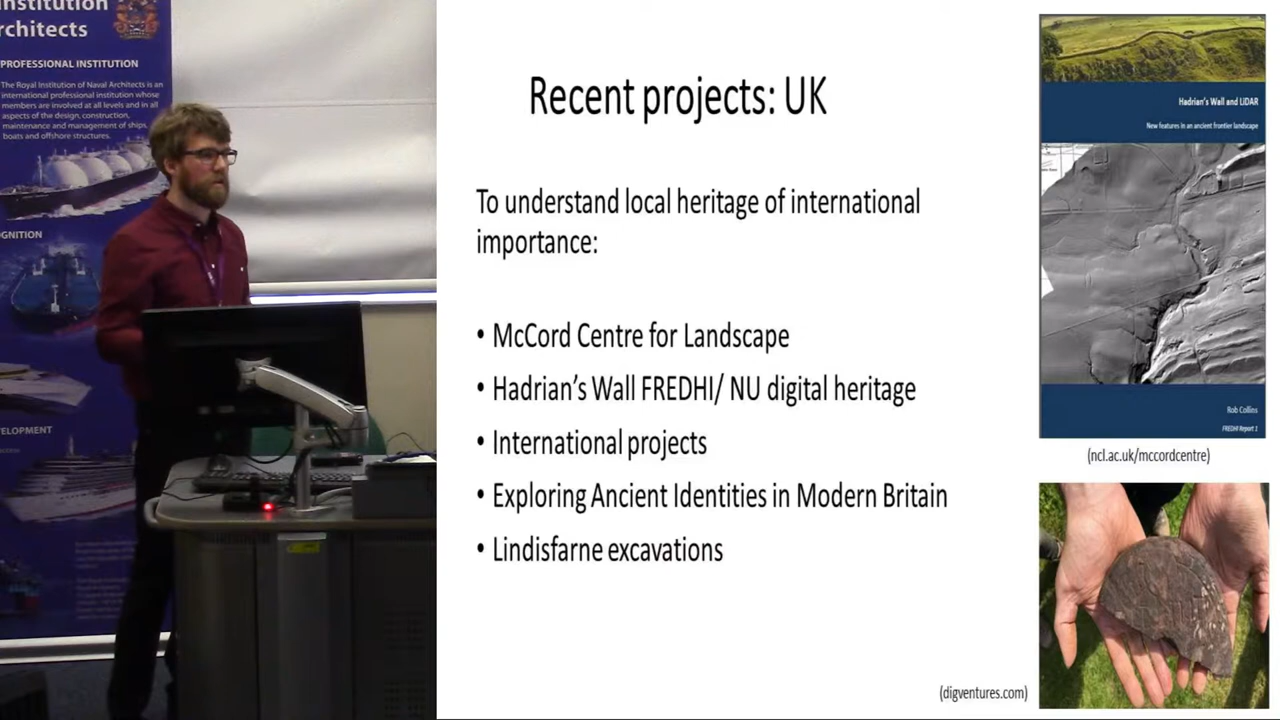 nstitution
rchitects
PROFESSIONAL INSTITUTION
The Royal Institution of Naval Architects is an
international professional institution whose
members are involved at all levels and in all
aspects of the design, construction,
maintenance and management of ships,
boats and offshore structures.
GNITION
ELOPMENT
Recent projects: UK
To understand local heritage of international
importance:
• McCord Centre for Landscape
• Hadrian's Wall FREDHI/ NU digital heritage
• International projects
• Exploring Ancient Identities in Modern Britain
• Lindisfarne excavations
Hadrian's Wall and LiDAR
New features in an ancient frontier landscape
Rob Collins
FREDHI Report 1
(ncl.ac.uk/mccordcentre)
(digventures.com)